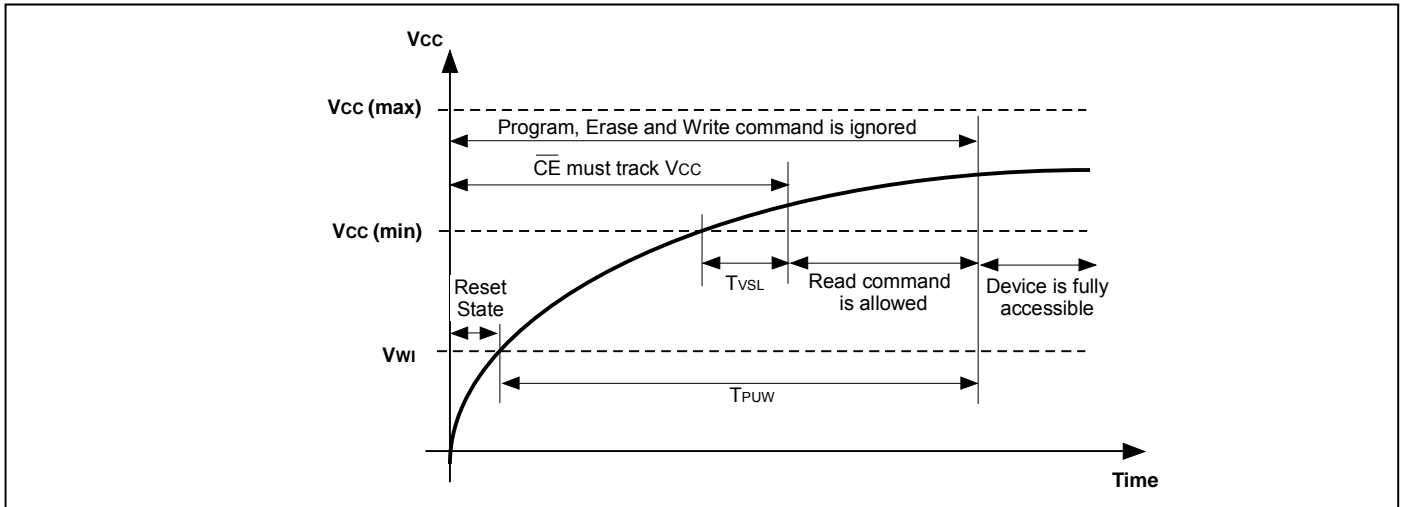 Vcc
Vcc (max)
Program, Erase and Write command is ignored
C̅E̅ must track Vcc
Vcc (min)
TVSL
Read command
is allowed
Device is fully
accessible
Reset
State
VWI
TPUW
Time